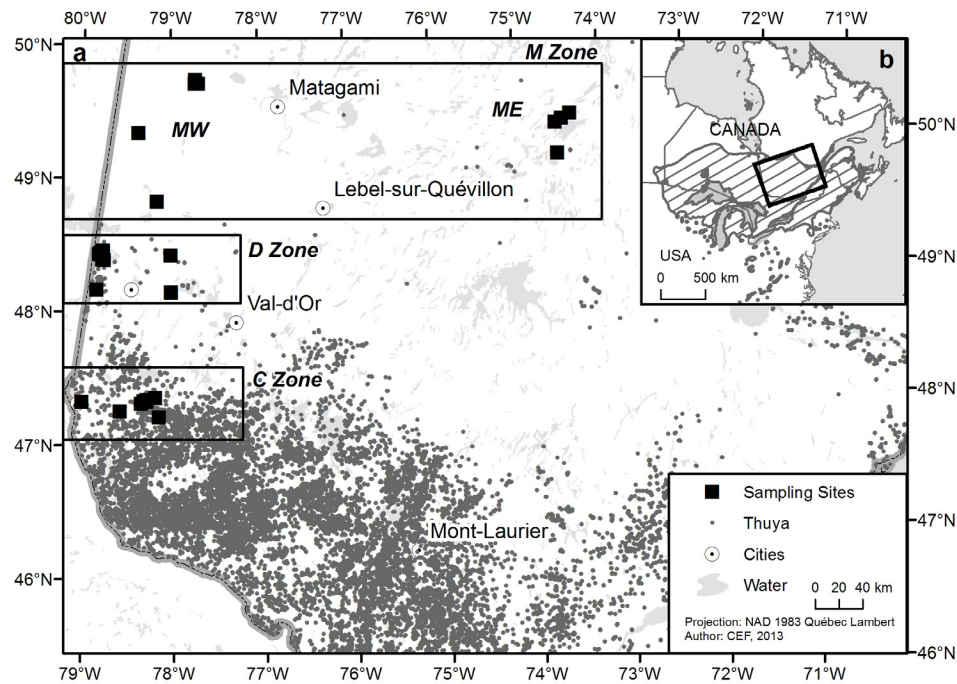 80°W 79°W 78°W 77°W 76°W 75°W 74°W 73°W 72°W 71°W
50°N
a
M Zone
b
Matagami
MW
ME
CANADA
50°N
49°N
Lebel-sur-Quévillon
D Zone
USA
0 500 km
49°N
48°N
Val-d'Or
C Zone
48°N
47°N
Sampling Sites
Thuya
Mont-Laurier
47°N
Cities
46°N
Water
0 20 40 km
Projection: NAD 1983 Québec Lambert
Author: CEF, 2013
46°N
79°W 78°W 77°W 76°W 75°W 74°W 73°W 72°W 71°W